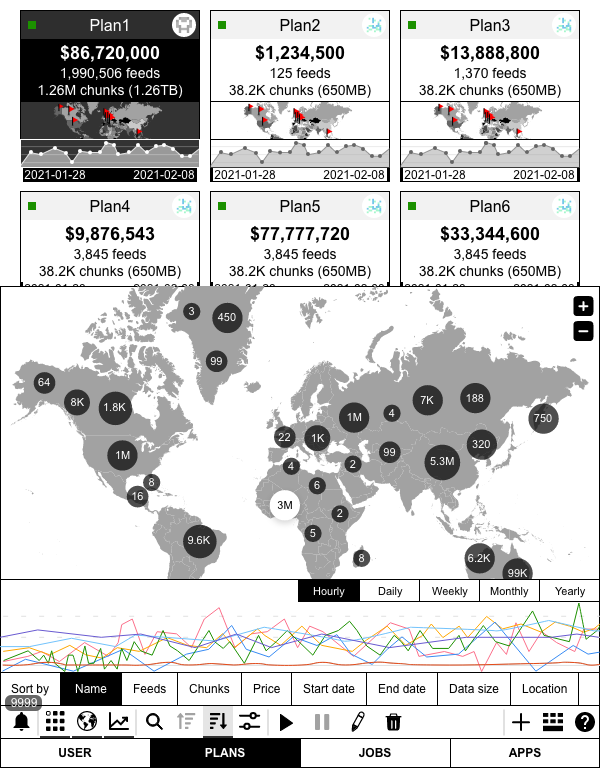 Plan1
$86,720,000
1,990,506 feeds
1.26M chunks (1.26TB)
2021-01-28 2021-02-08
Plan2
$1,234,500
125 feeds
38.2K chunks (650MB)
2021-01-28 2021-02-08
Plan3
$13,888,800
1,370 feeds
38.2K chunks (650MB)
2021-01-28 2021-02-08
Plan4
$9,876,543
3,845 feeds
38.2K chunks (650MB)
Plan5
$77,777,720
3,845 feeds
38.2K chunks (650MB)
Plan6
$33,344,600
3,845 feeds
38.2K chunks (650MB)
+
−
3
450
99
64
8K
1.8K
7K
188
750
1M
4
22
1K
320
1M
99
5.3M
4
2
8
6
16
3M
2
5
9.6K
8
6.2K
99K
Hourly Daily Weekly Monthly Yearly
Sort by Name Feeds Chunks Price Start date End date Data size Location
9999
?
USER PLANS JOBS APPS